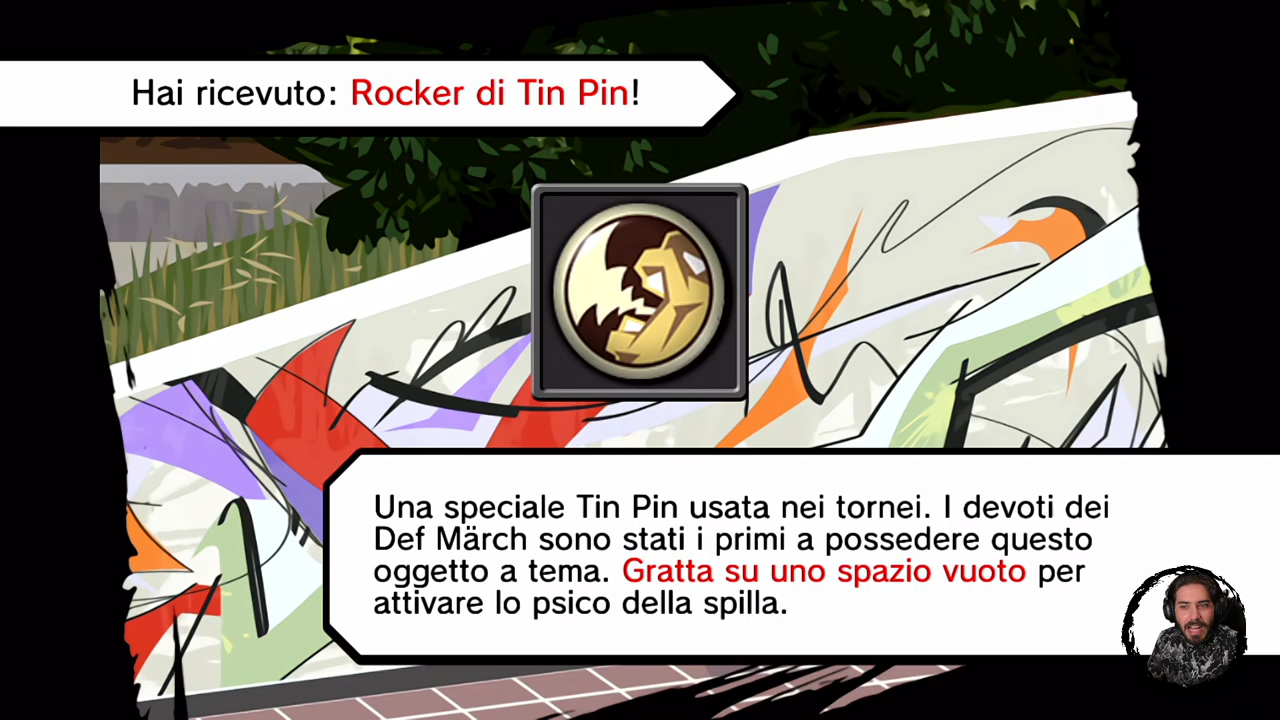 Hai ricevuto: Rocker di Tin Pin!
Una speciale Tin Pin usata nei tornei. I devoti dei
Def Märch sono stati i primi a possedere questo
oggetto a tema. Gratta su uno spazio vuoto per
attivare lo psico della spilla.